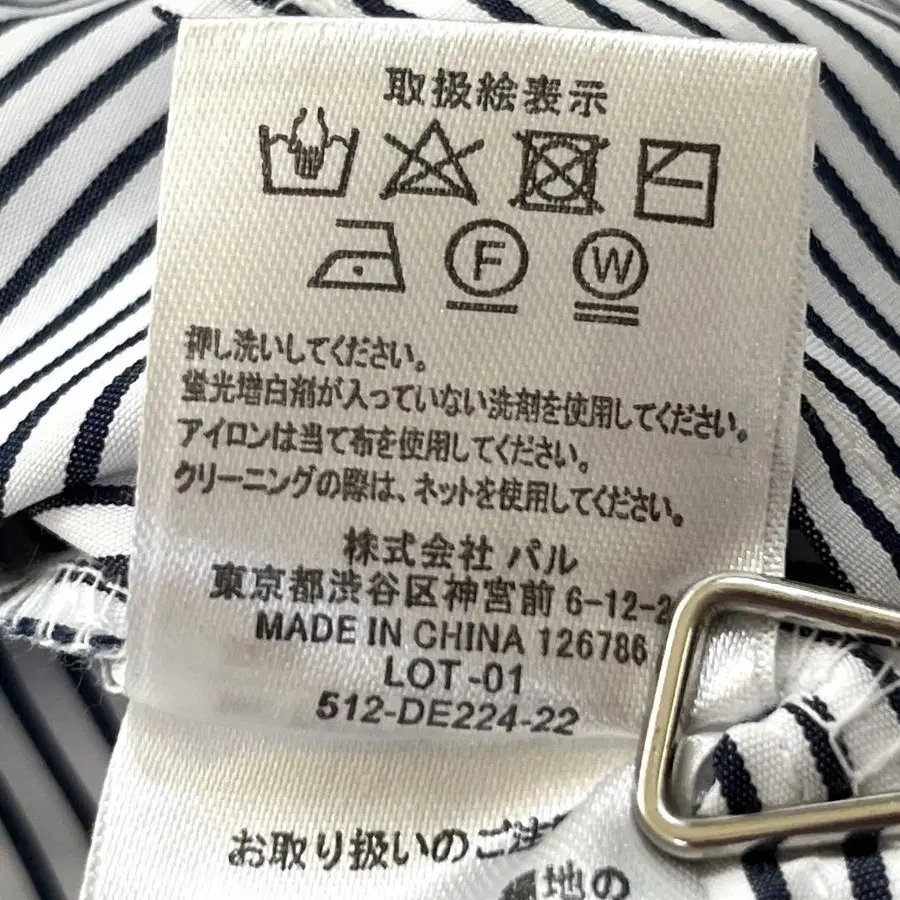 取扱絵表示
F W
押し洗いしてください。
蛍光増白剤が入っていない洗剤を使用してください。
アイロンは当て布を使用してください。
クリーニングの際は、ネットを使用してください。
株式会社 パル
東京都渋谷区神宮前 6-12-2
MADE IN CHINA 126786
LOT -01
512-DE224-22
お取り扱いのご注
地の